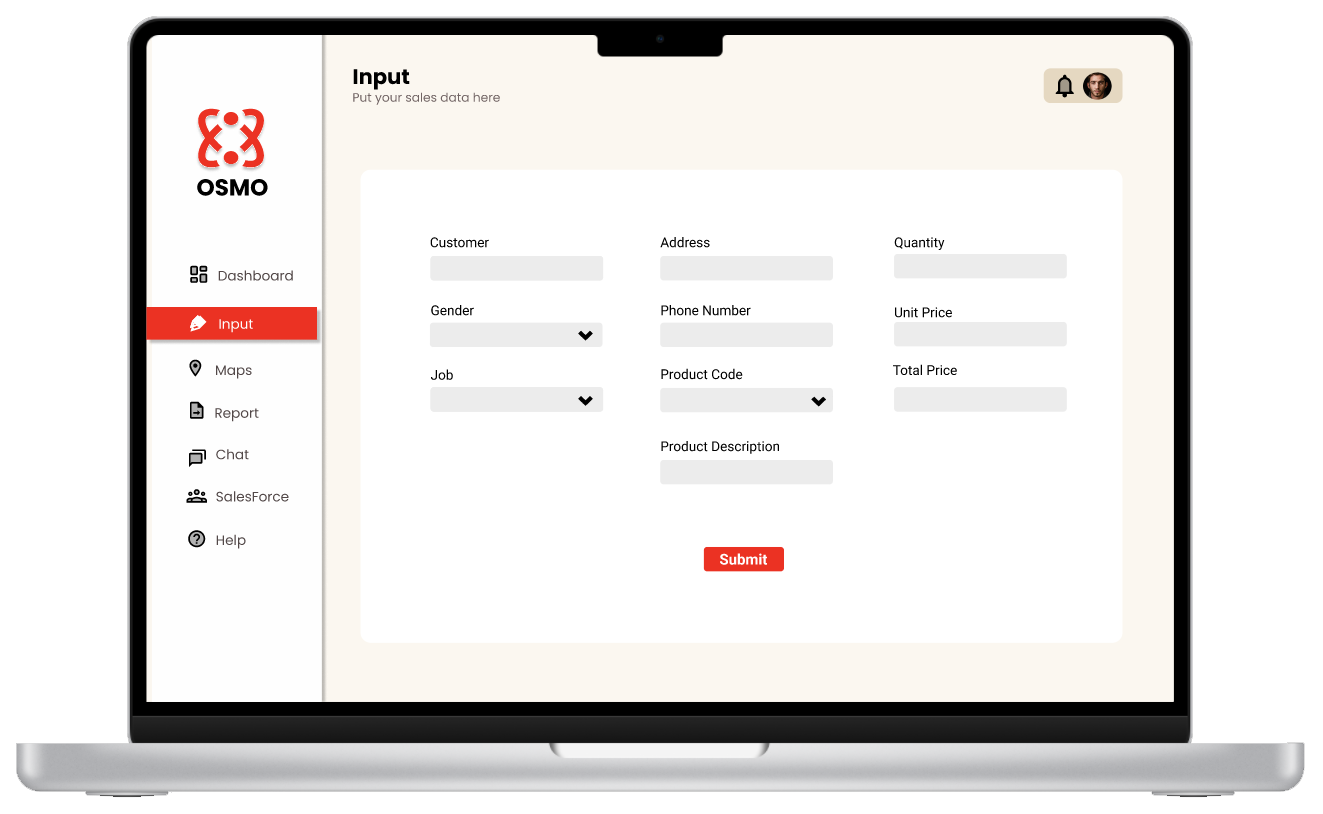 OSMO
Dashboard
Input
Maps
Report
Chat
SalesForce
Help
Input
Put your sales data here
Customer
Address
Quantity
Gender
Phone Number
Unit Price
Job
Product Code
Total Price
Product Description
Submit